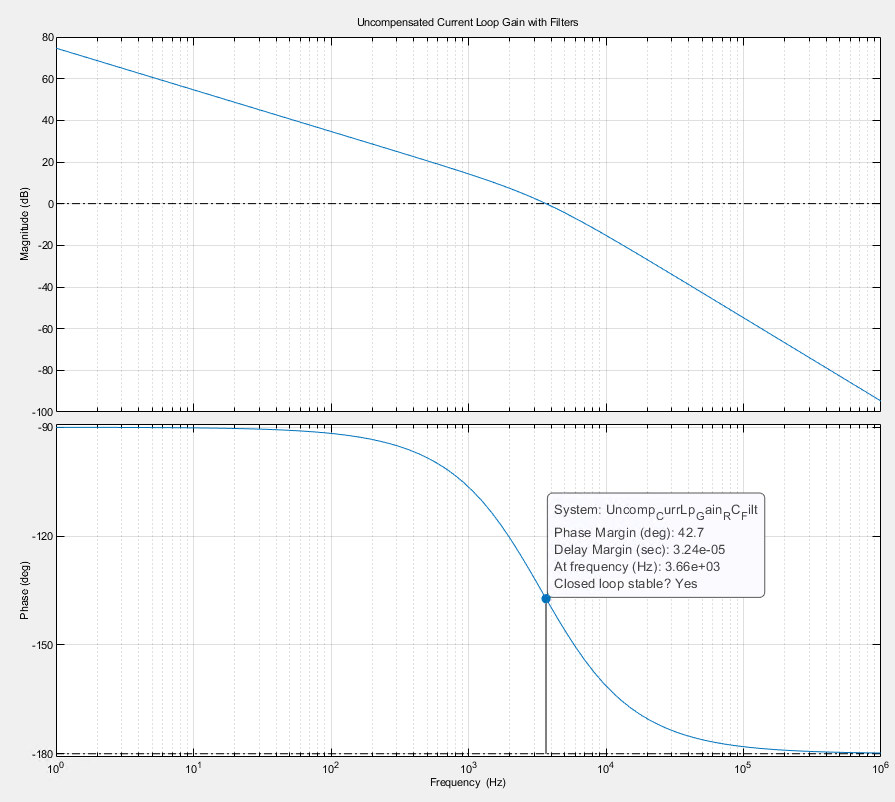 Uncompensated Current Loop Gain with Filters
80
60
40
20
0
-20
-40
-60
-80
-100
Magnitude (dB)
-90
-120
-150
-180
Phase (deg)
System: Uncomp_CurrLp_Gain_RC_Filt
Phase Margin (deg): 42.7
Delay Margin (sec): 3.24e-05
At frequency (Hz): 3.66e+03
Closed loop stable? Yes
10^0 10^1 10^2 10^3 10^4 10^5 10^6
Frequency (Hz)